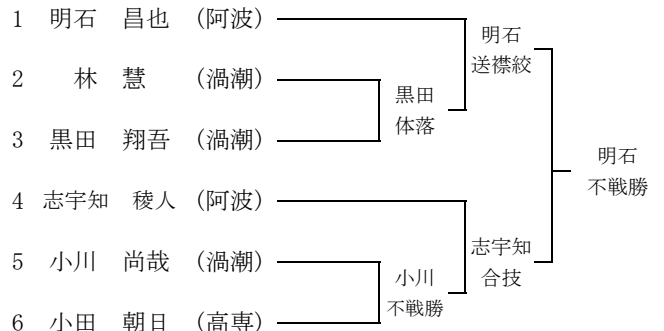 1 明石 昌也 (阿波)
2 林 慧 (渦潮)
3 黒田 翔吾 (渦潮)
4 志宇知 稜人 (阿波)
5 小川 尚哉 (渦潮)
6 小田 朝日 (高専)
黒田
体落
小川
不戦勝
明石
送襟絞
志宇知
合技
明石
不戦勝